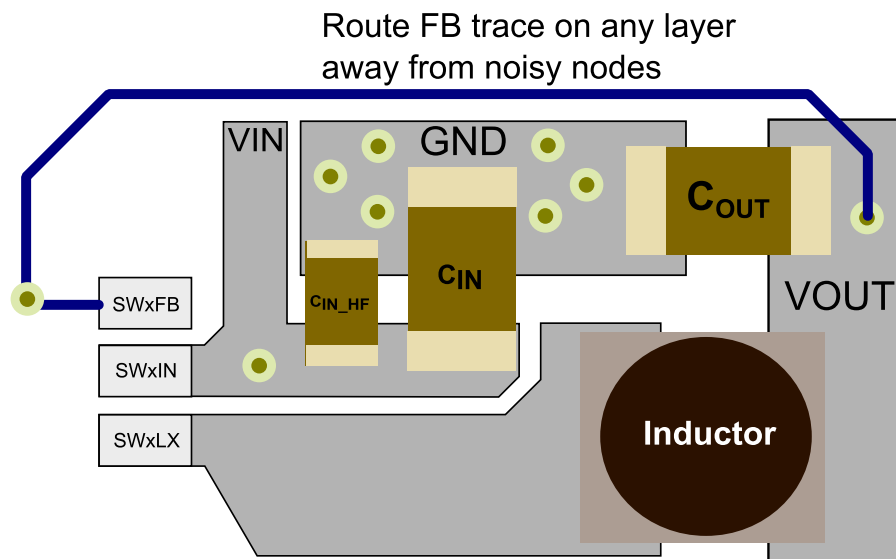 Route FB trace on any layer
away from noisy nodes
VIN
GND
COUT
CIN
CIN_HF
VOUT
SWxFB
SWxIN
SWxLX
Inductor